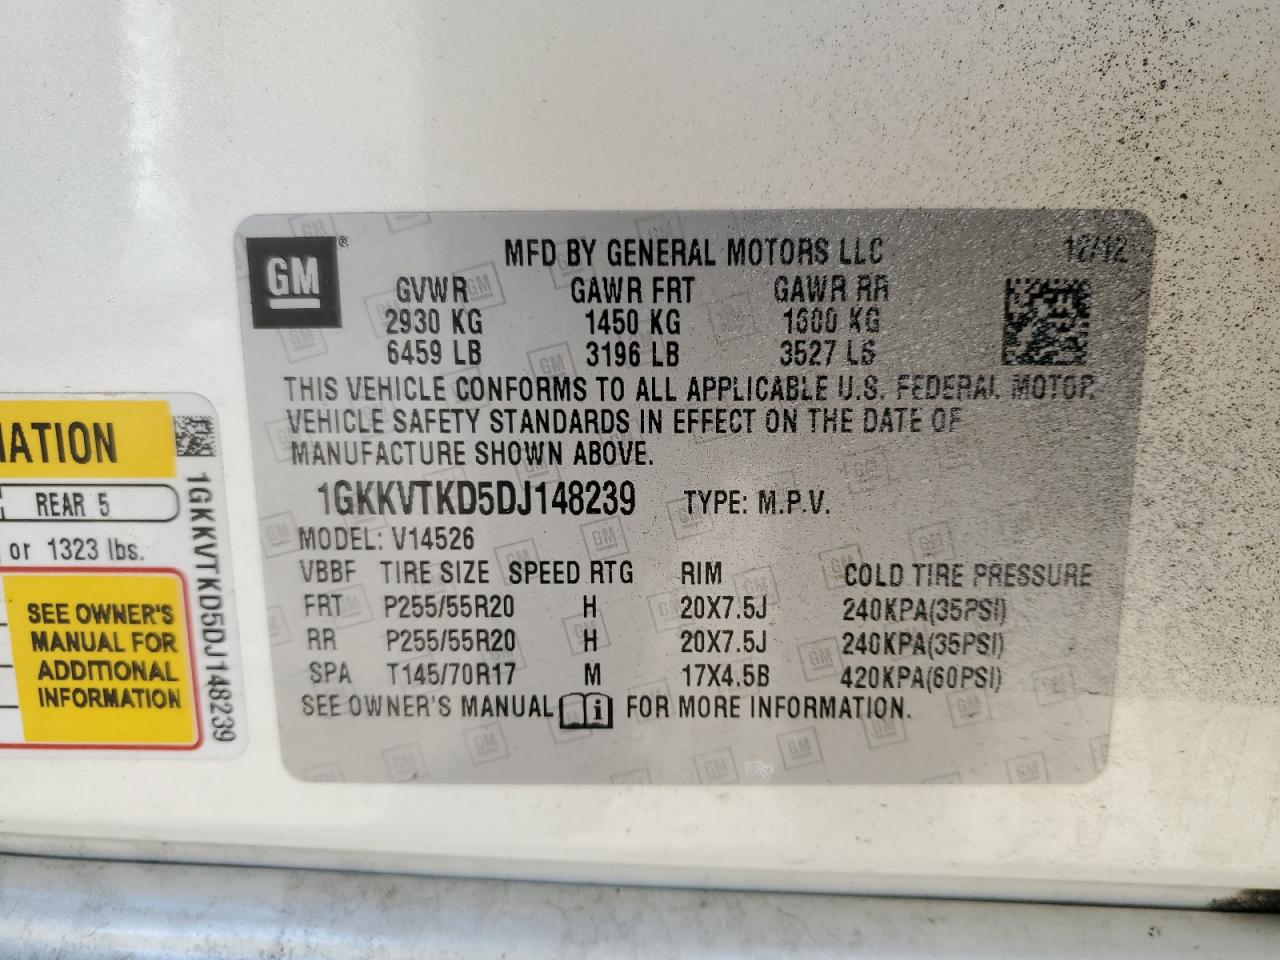 GM ®
MFD BY GENERAL MOTORS LLC 12/12
GVWR GAWR FRT GAWR RR
2930 KG 1450 KG 1600 KG
6459 LB 3196 LB 3527 LB
THIS VEHICLE CONFORMS TO ALL APPLICABLE U.S. FEDERAL MOTOR
VEHICLE SAFETY STANDARDS IN EFFECT ON THE DATE OF
MANUFACTURE SHOWN ABOVE.
1GKKVTKD5DJ148239 TYPE: M.P.V.
MODEL: V14526
VBBF TIRE SIZE SPEED RTG RIM COLD TIRE PRESSURE
FRT P255/55R20 H 20X7.5J 240KPA(35PSI)
RR P255/55R20 H 20X7.5J 240KPA(35PSI)
SPA T145/70R17 M 17X4.5B 420KPA(60PSI)
SEE OWNER'S MANUAL i FOR MORE INFORMATION.
MATION
REAR 5
or 1323 lbs.
SEE OWNER'S
MANUAL FOR
ADDITIONAL
INFORMATION
1GKKVTKD5DJ148239